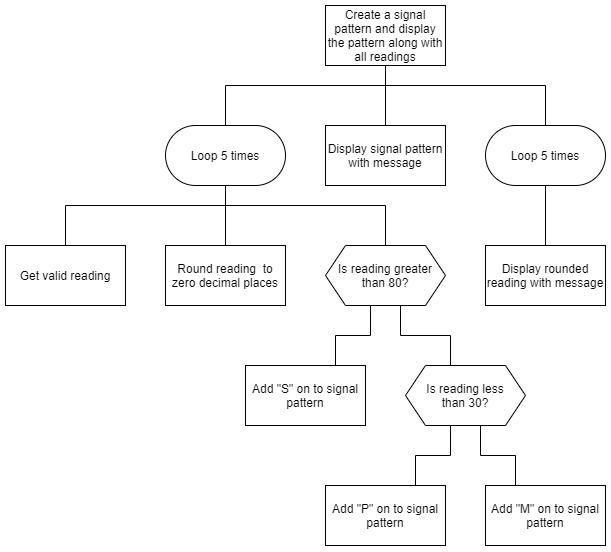 Create a signal
pattern and display
the pattern along with
all readings
Loop 5 times
Display signal pattern
with message
Loop 5 times
Get valid reading
Round reading to
zero decimal places
Is reading greater
than 80?
Display rounded
reading with message
Add "S" on to signal
pattern
Is reading less
than 30?
Add "P" on to signal
pattern
Add "M" on to signal
pattern